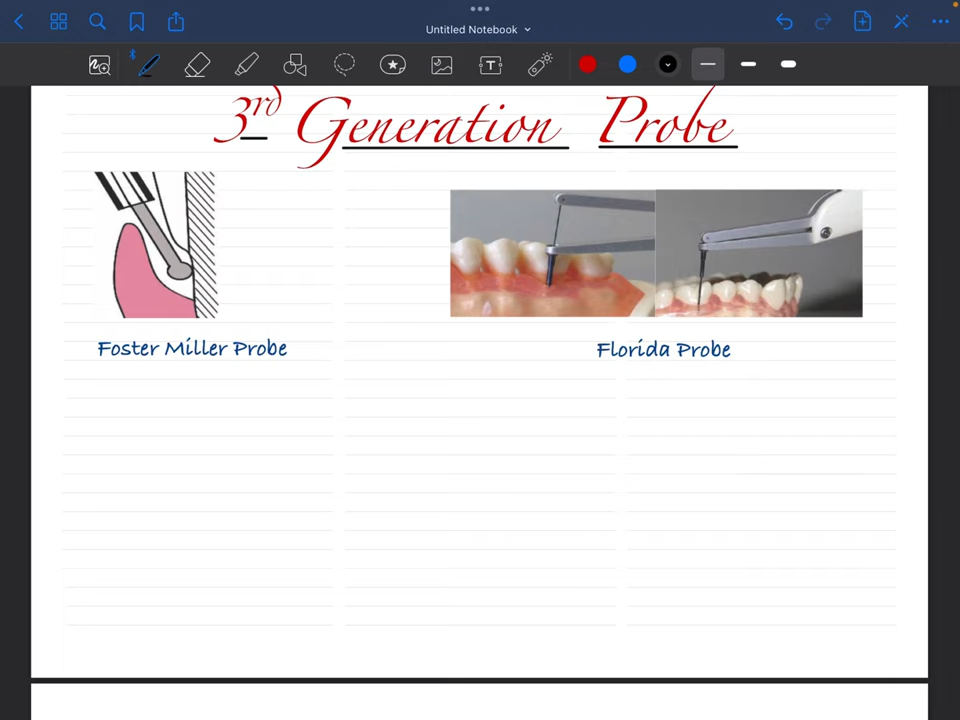 Untitled Notebook
T
3rd Generation Probe
Foster Miller Probe
Florida Probe